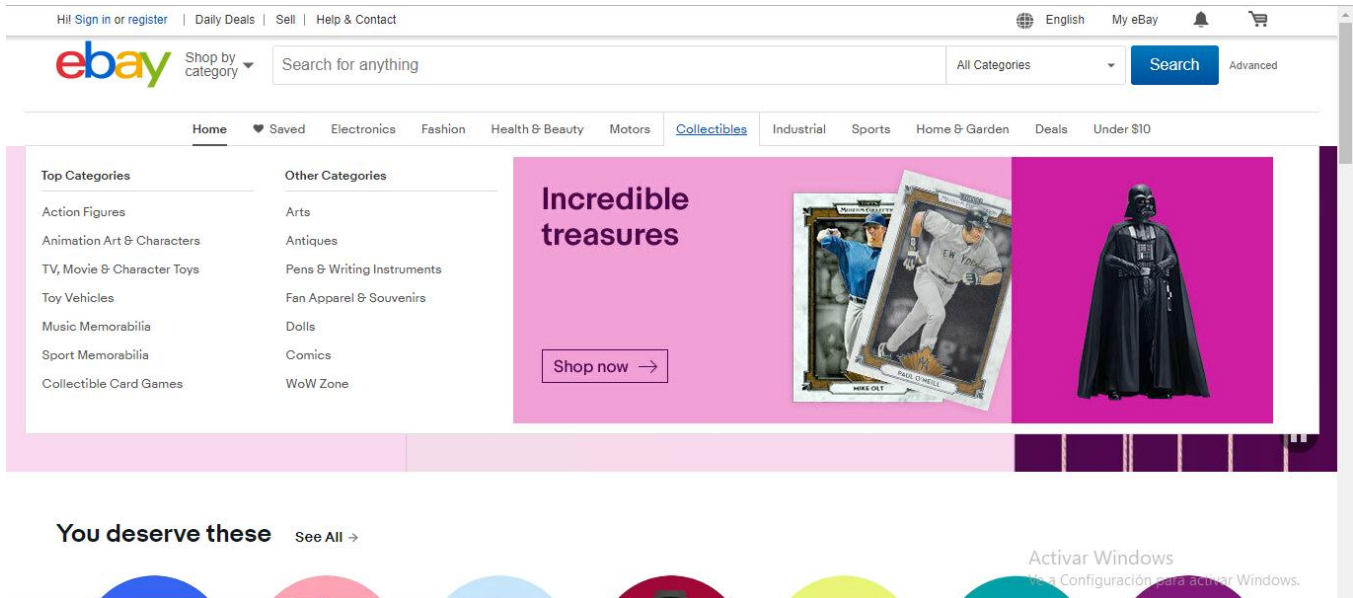 Hi! Sign in or register | Daily Deals | Sell | Help & Contact English My eBay
ebay Shop by category Search for anything All Categories Search Advanced
Home Saved Electronics Fashion Health & Beauty Motors Collectibles Industrial Sports Home & Garden Deals Under $10
Top Categories
Action Figures
Animation Art & Characters
TV, Movie & Character Toys
Toy Vehicles
Music Memorabilia
Sport Memorabilia
Collectible Card Games
Other Categories
Arts
Antiques
Pens & Writing Instruments
Fan Apparel & Souvenirs
Dolls
Comics
WoW Zone
Incredible
treasures
Shop now →
MIKE OLT
PAUL O'NEILL
You deserve these See All →
Activar Windows
Ve a Configuración para activar Windows.